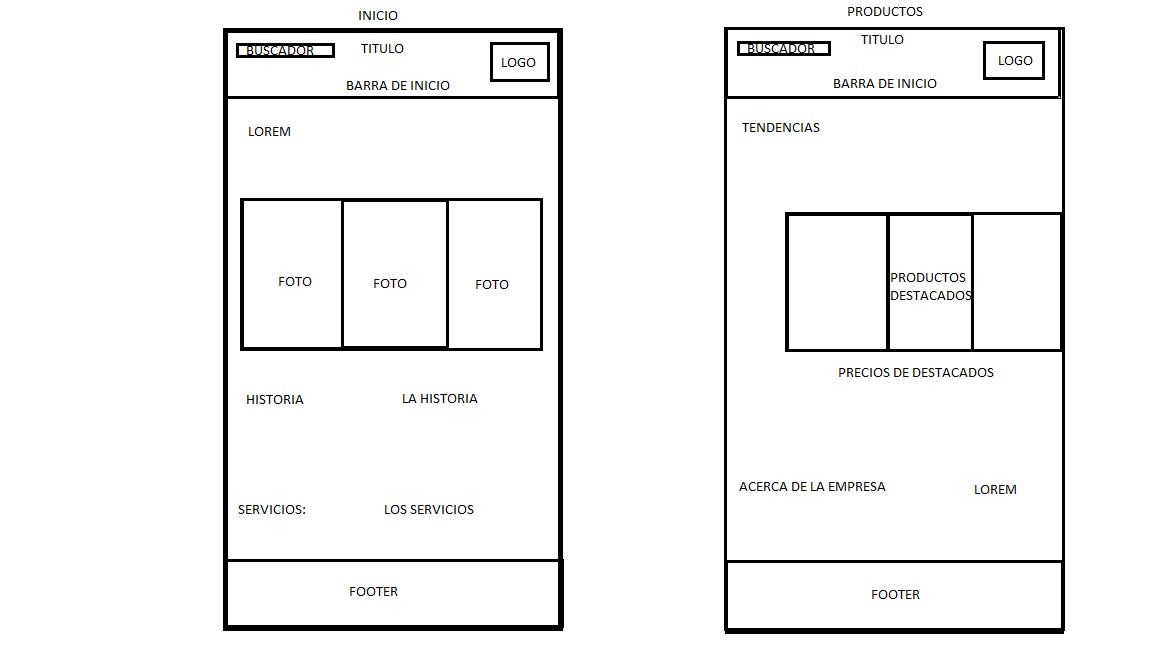 INICIO
BUSCADOR
TITULO
LOGO
BARRA DE INICIO
LOREM
FOTO
FOTO
FOTO
HISTORIA
LA HISTORIA
SERVICIOS:
LOS SERVICIOS
FOOTER
PRODUCTOS
BUSCADOR
TITULO
LOGO
BARRA DE INICIO
TENDENCIAS
PRODUCTOS
DESTACADOS
PRECIOS DE DESTACADOS
ACERCA DE LA EMPRESA
LOREM
FOOTER